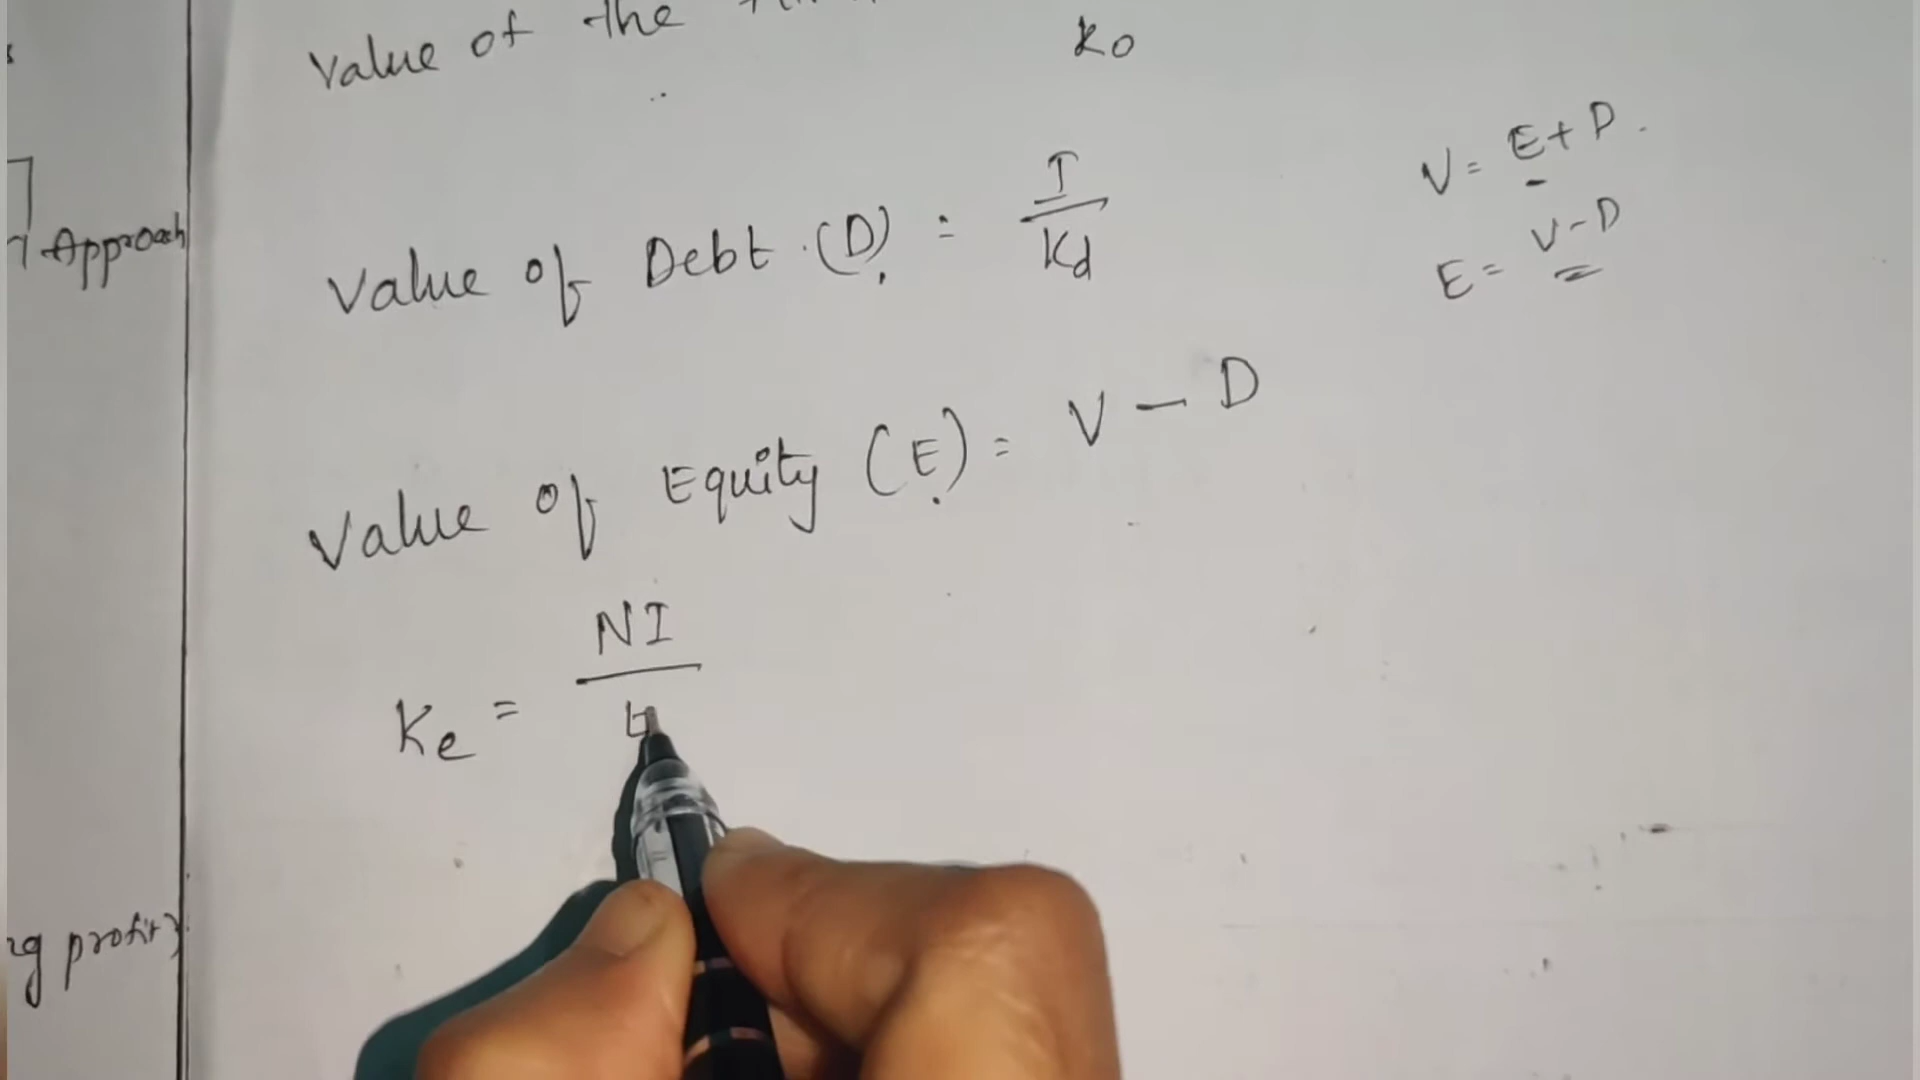 Value of the
Ko
V = E + D.
Value of Debt (D) = I / Kd
E = V - D
Approach
Value of Equity (E) = V - D
Ke = NI / E
profit)